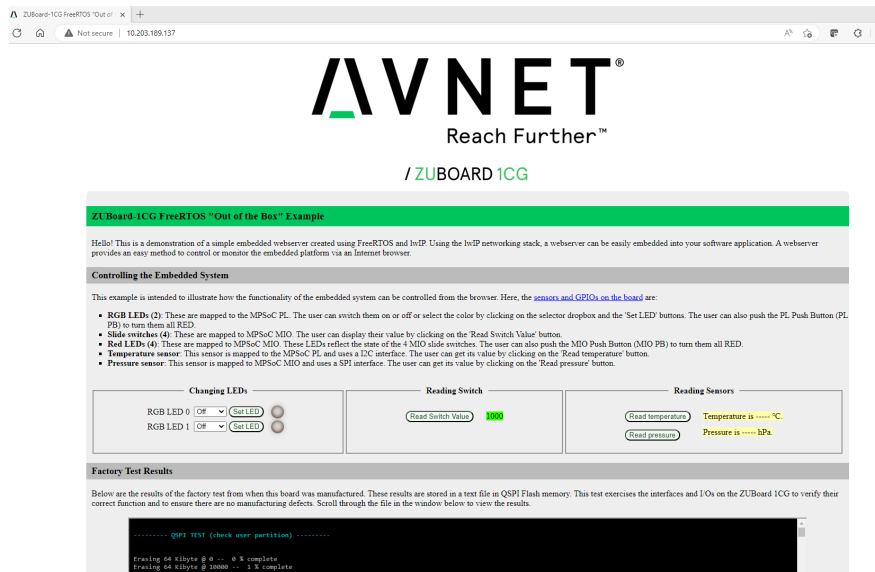 ZUBoard-1CG FreeRTOS "Out of
Not secure | 10.203.189.137
AVNET®
Reach Further™
/ ZUBOARD 1CG
ZUBoard-1CG FreeRTOS "Out of the Box" Example
Hello! This is a demonstration of a simple embedded webserver created using FreeRTOS and lwIP. Using the lwIP networking stack, a webserver can be easily embedded into your software application. A webserver
provides an easy method to control or monitor the embedded platform via an Internet browser.
Controlling the Embedded System
This example is intended to illustrate how the functionality of the embedded system can be controlled from the browser. Here, the sensors and GPIOs on the board are:
▪ RGB LEDs (2): These are mapped to the MPSoC PL. The user can switch them on or off or select the color by clicking on the selector dropbox and the 'Set LED' buttons. The user can also push the PL Push Button (PL
PB) to turn them all RED.
▪ Slide switches (4): These are mapped to MPSoC MIO. The user can display their value by clicking on the 'Read Switch Value' button.
▪ Red LEDs (4): These are mapped to MPSoC MIO. These LEDs reflect the state of the 4 MIO slide switches. The user can also push the MIO Push Button (MIO PB) to turn them all RED.
▪ Temperature sensor: This sensor is mapped to the MPSoC PL and uses a I2C interface. The user can get its value by clicking on the 'Read temperature' button.
▪ Pressure sensor: This sensor is mapped to MPSoC MIO and uses a SPI interface. The user can get its value by clicking on the 'Read pressure' button.
Changing LEDs
RGB LED 0 Off Set LED
RGB LED 1 Off Set LED
Reading Switch
Read Switch Value 1000
Reading Sensors
Read temperature Temperature is ----- °C.
Read pressure Pressure is ----- hPa.
Factory Test Results
Below are the results of the factory test from when this board was manufactured. These results are stored in a text file in QSPI Flash memory. This test exercises the interfaces and I/Os on the ZUBoard 1CG to verify their
correct function and to ensure there are no manufacturing defects. Scroll through the file in the window below to view the results.
--------- QSPI TEST (check user partition) ---------
Erasing 64 Kibyte @ 0 -- 0 % complete
Erasing 64 Kibyte @ 10000 -- 1 % complete